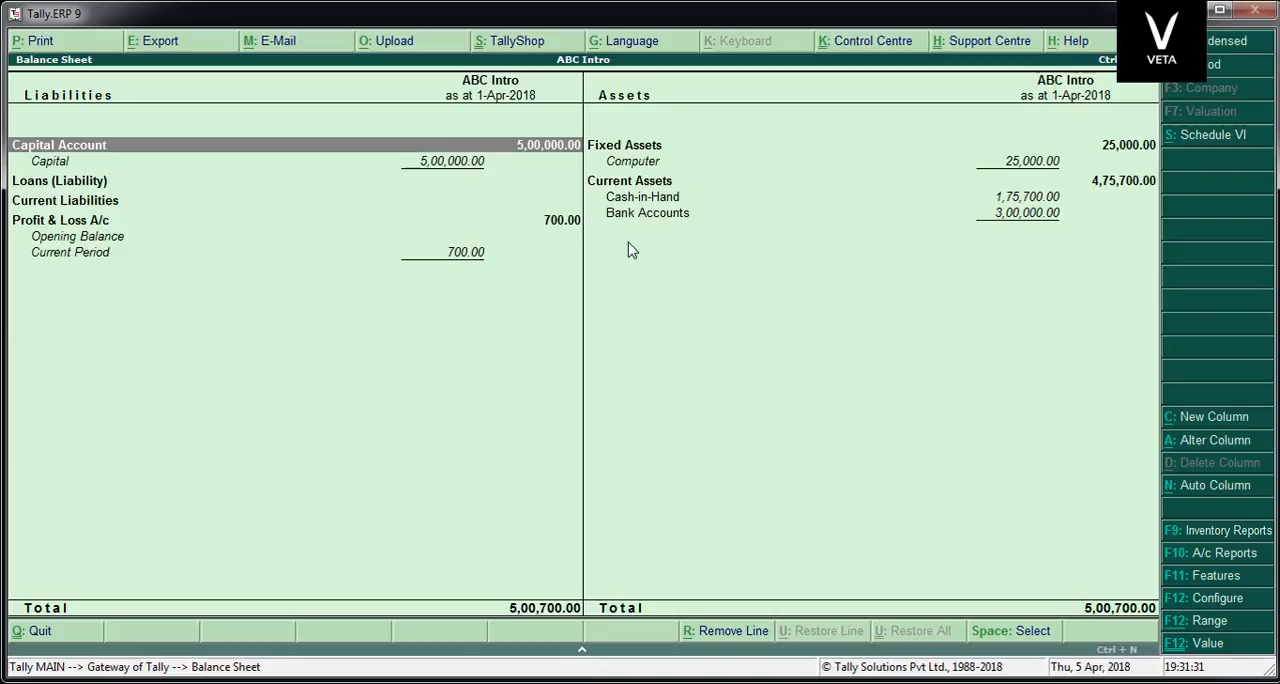 Tally.ERP 9
P: Print E: Export M: E-Mail O: Upload S: TallyShop G: Language K: Keyboard K: Control Centre H: Support Centre H: Help
VETA
Balance Sheet ABC Intro
Liabilities
ABC Intro
as at 1-Apr-2018
Capital Account 5,00,000.00
Capital 5,00,000.00
Loans (Liability)
Current Liabilities
Profit & Loss A/c 700.00
Opening Balance
Current Period 700.00
Total 5,00,700.00
Assets
ABC Intro
as at 1-Apr-2018
Fixed Assets 25,000.00
Computer 25,000.00
Current Assets 4,75,700.00
Cash-in-Hand 1,75,700.00
Bank Accounts 3,00,000.00
Total 5,00,700.00
F3: Company
F7: Valuation
S: Schedule VI
C: New Column
A: Alter Column
D: Delete Column
N: Auto Column
F9: Inventory Reports
F10: A/c Reports
F11: Features
F12: Configure
F12: Range
F12: Value
Q: Quit R: Remove Line U: Restore Line U: Restore All Space: Select
Ctrl + N
Tally MAIN --> Gateway of Tally --> Balance Sheet © Tally Solutions Pvt Ltd., 1988-2018 Thu, 5 Apr, 2018 19:31:31